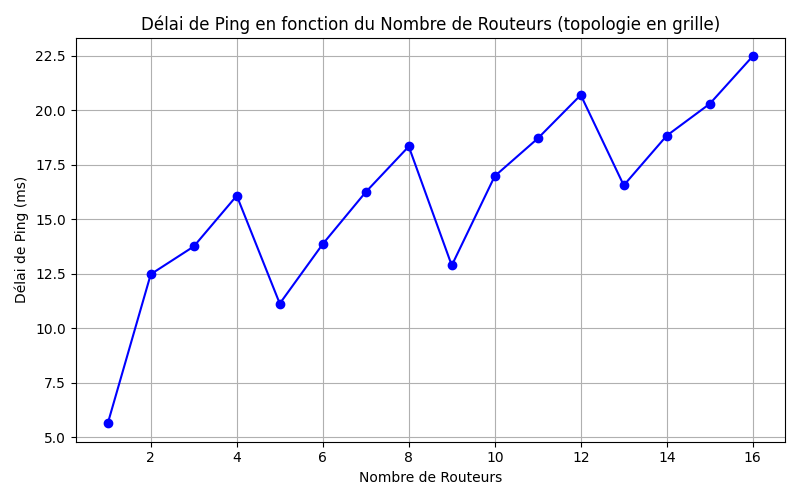 Délai de Ping en fonction du Nombre de Routeurs (topologie en grille)
Délai de Ping (ms)
22.5
20.0
17.5
15.0
12.5
10.0
7.5
5.0
2 4 6 8 10 12 14 16
Nombre de Routeurs